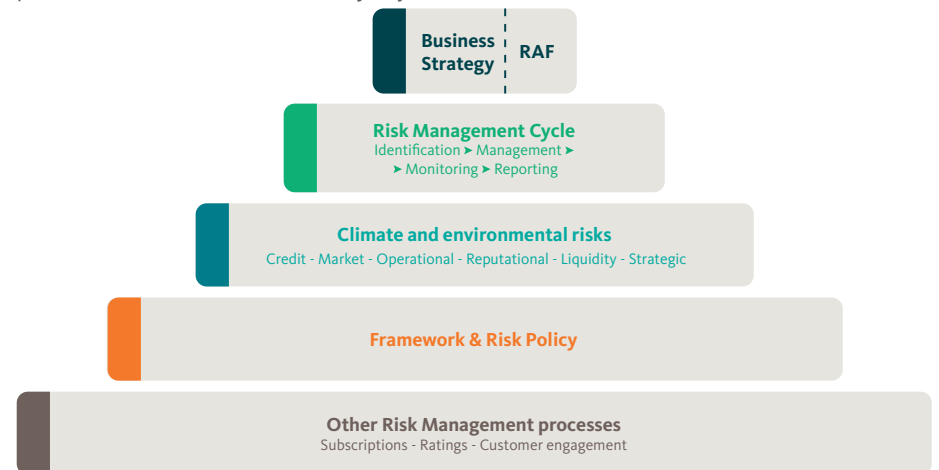 Business
Strategy
RAF
Risk Management Cycle
Identification ➤ Management ➤
➤ Monitoring ➤ Reporting
Climate and environmental risks
Credit - Market - Operational - Reputational - Liquidity - Strategic
Framework & Risk Policy
Other Risk Management processes
Subscriptions - Ratings - Customer engagement